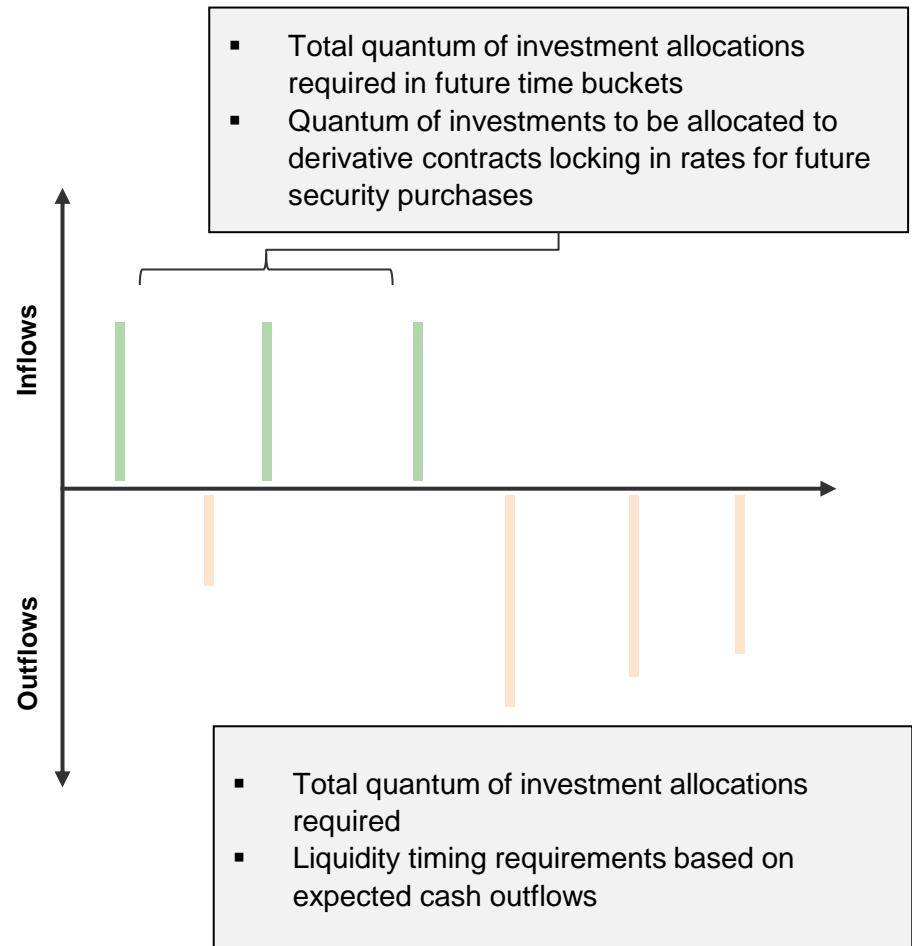 ▪ Total quantum of investment allocations
required in future time buckets
▪ Quantum of investments to be allocated to
derivative contracts locking in rates for future
security purchases
Inflows
Outflows
▪ Total quantum of investment allocations
required
▪ Liquidity timing requirements based on
expected cash outflows